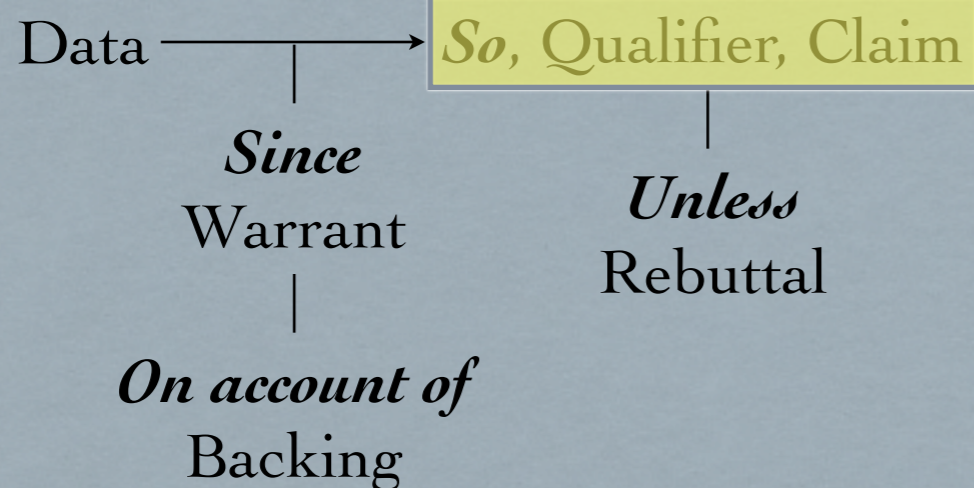 Data
So, Qualifier, Claim
Since
Warrant
Unless
Rebuttal
On account of
Backing